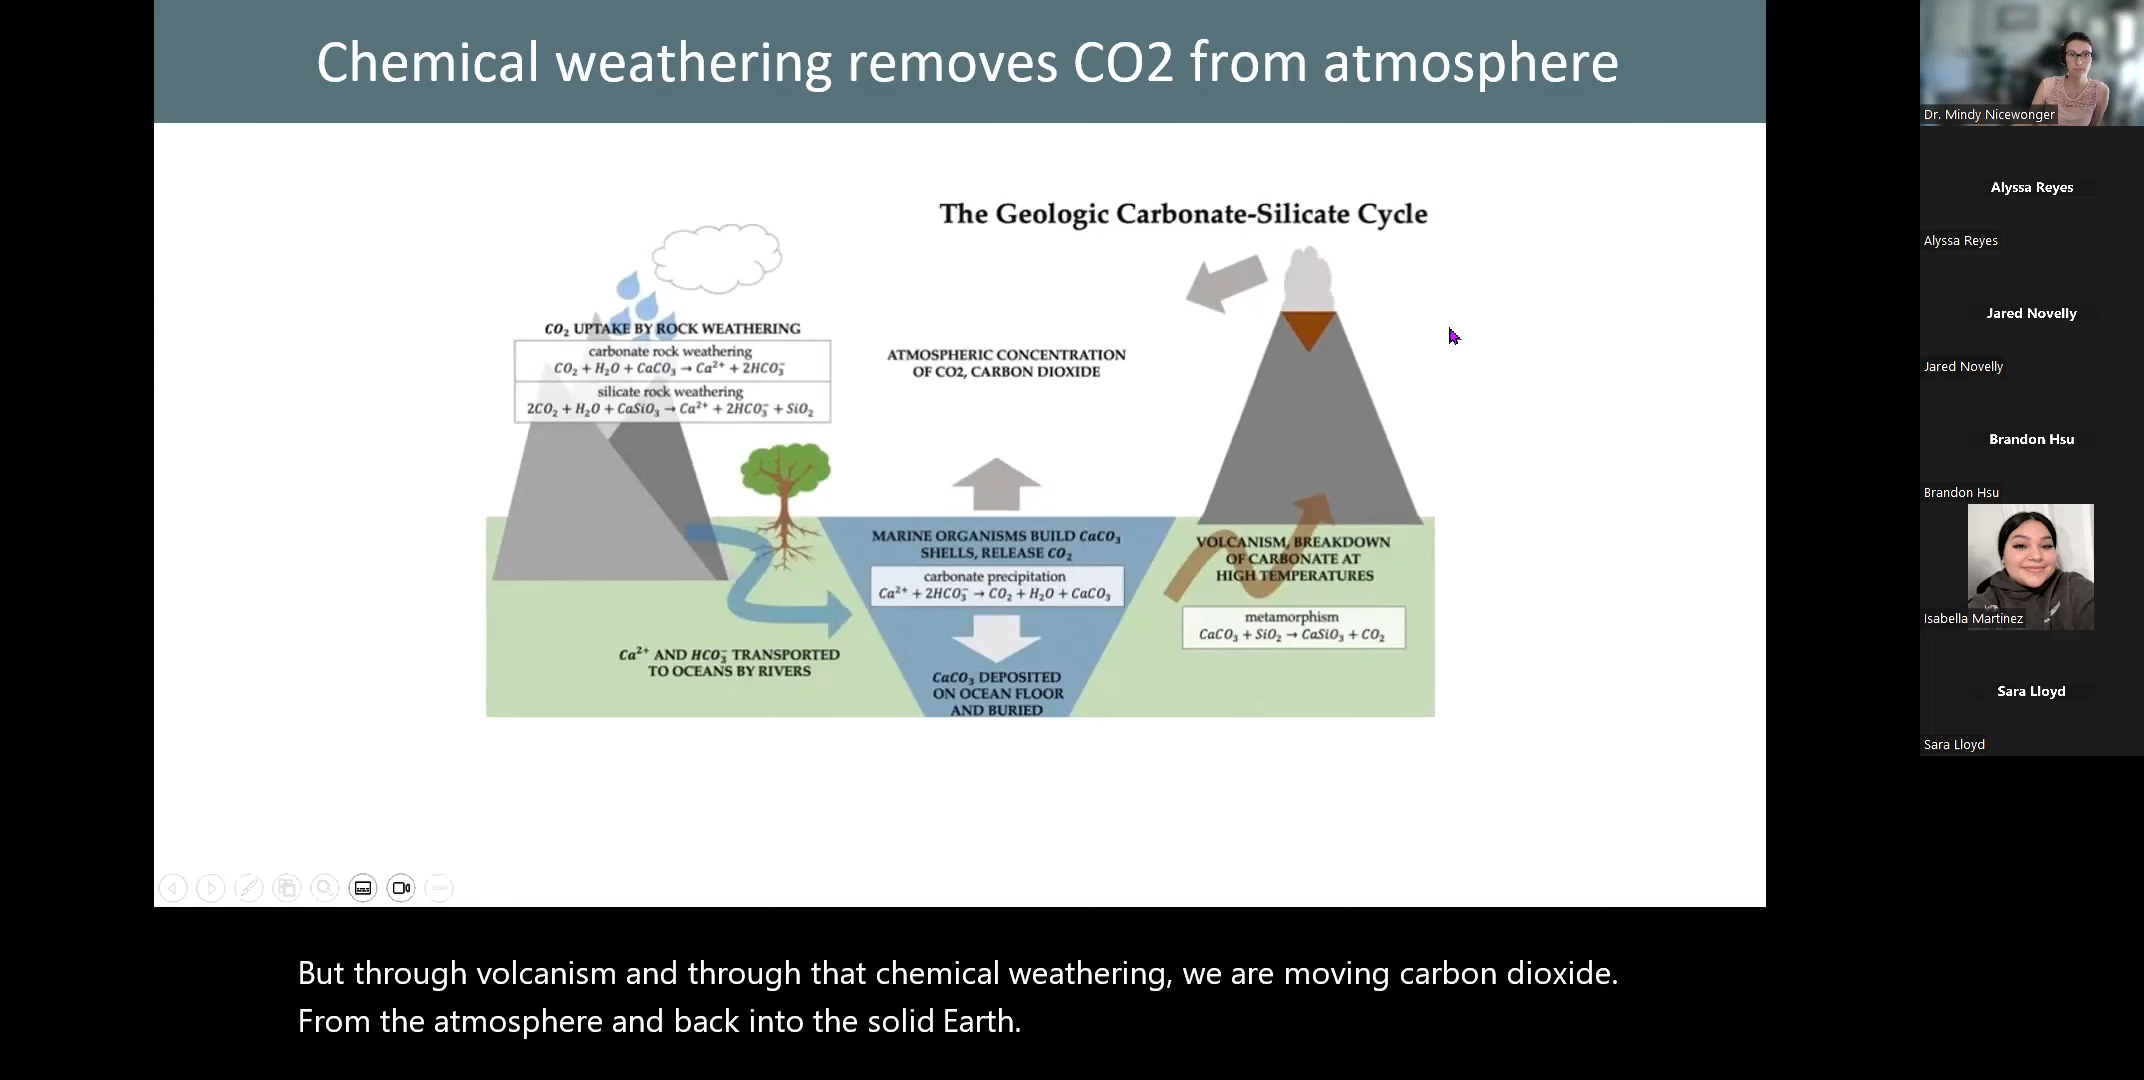 Chemical weathering removes CO2 from atmosphere
The Geologic Carbonate-Silicate Cycle
CO₂ UPTAKE BY ROCK WEATHERING
carbonate rock weathering
CO₂ + H₂O + CaCO₃ → Ca²⁺ + 2HCO₃⁻
silicate rock weathering
2CO₂ + H₂O + CaSiO₃ → Ca²⁺ + 2HCO₃⁻ + SiO₂
ATMOSPHERIC CONCENTRATION
OF CO2, CARBON DIOXIDE
MARINE ORGANISMS BUILD CaCO₃
SHELLS, RELEASE CO₂
carbonate precipitation
Ca²⁺ + 2HCO₃⁻ → CO₂ + H₂O + CaCO₃
VOLCANISM, BREAKDOWN
OF CARBONATE AT
HIGH TEMPERATURES
metamorphism
CaCO₃ + SiO₂ → CaSiO₃ + CO₂
Ca²⁺ AND HCO₃⁻ TRANSPORTED
TO OCEANS BY RIVERS
CaCO₃ DEPOSITED
ON OCEAN FLOOR
AND BURIED
But through volcanism and through that chemical weathering, we are moving carbon dioxide.
From the atmosphere and back into the solid Earth.
Dr. Mindy Nicewonger
Alyssa Reyes
Alyssa Reyes
Jared Novelly
Jared Novelly
Brandon Hsu
Brandon Hsu
Isabella Martinez
Sara Lloyd
Sara Lloyd